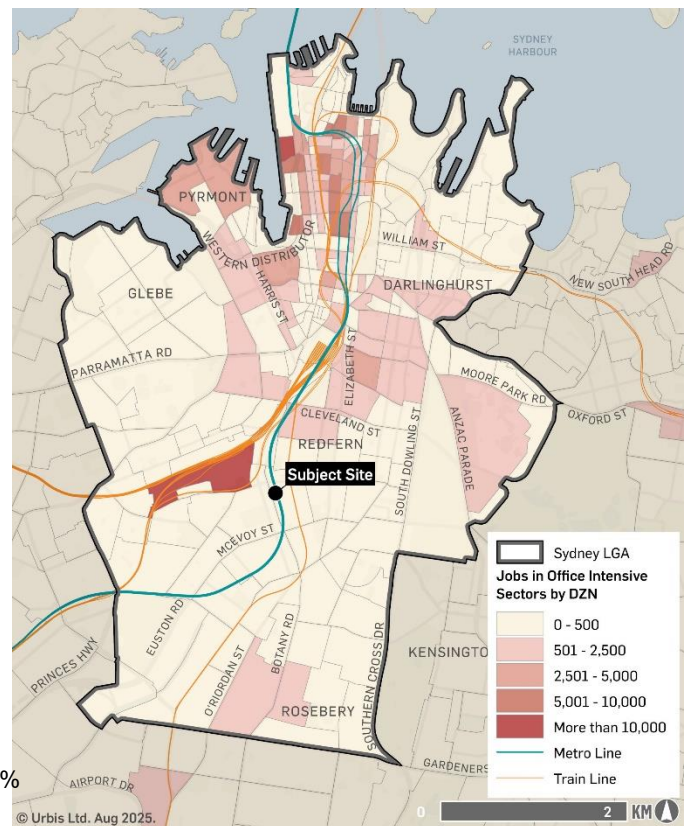 SYDNEY
HARBOUR
PYRMONT
WESTERN DISTRIBUTOR
WILLIAM ST
NEW SOUTH HEAD RD
GLEBE
HARRIS ST
DARLINGHURST
PARRAMATTA RD
ELIZABETH ST
MOORE PARK RD
OXFORD ST
CLEVELAND ST
REDFERN
SOUTH DOWLING ST
ANZAC PARADE
Subject Site
MCEVOY ST
EUSTON RD
PRINCES HWY
O'RIORDAN ST
BOTANY RD
SOUTHERN CROSS DR
KENSINGTON
ROSEBERY
GARDENERS
AIRPORT DR
Sydney LGA
Jobs in Office Intensive
Sectors by DZN
0 - 500
501 - 2,500
2,501 - 5,000
5,001 - 10,000
More than 10,000
Metro Line
Train Line
%
© Urbis Ltd. Aug 2025.
0 2 KM